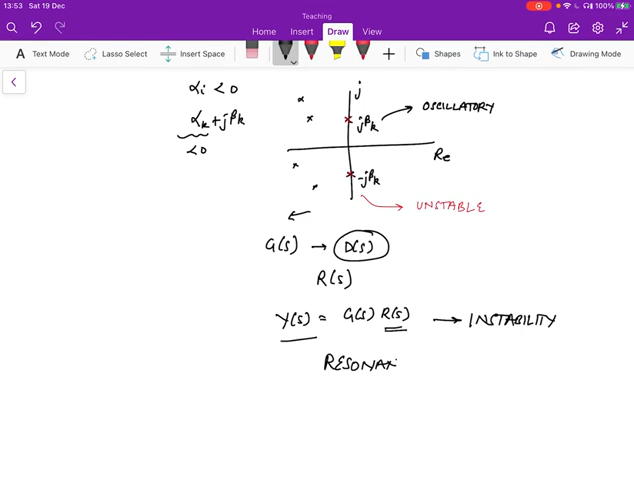 13:53 Sat 19 Dec
Teaching
100%
Home Insert Draw View
A Text Mode Lasso Select Insert Space Shapes Ink to Shape Drawing Mode
αi < 0
j
αk + jβk
jβk
OSCILLATORY
< 0
Re
-jβk
UNSTABLE
G(s) → D(s)
R(s)
Y(s) = G(s) R(s) → INSTABILITY
RESONAN